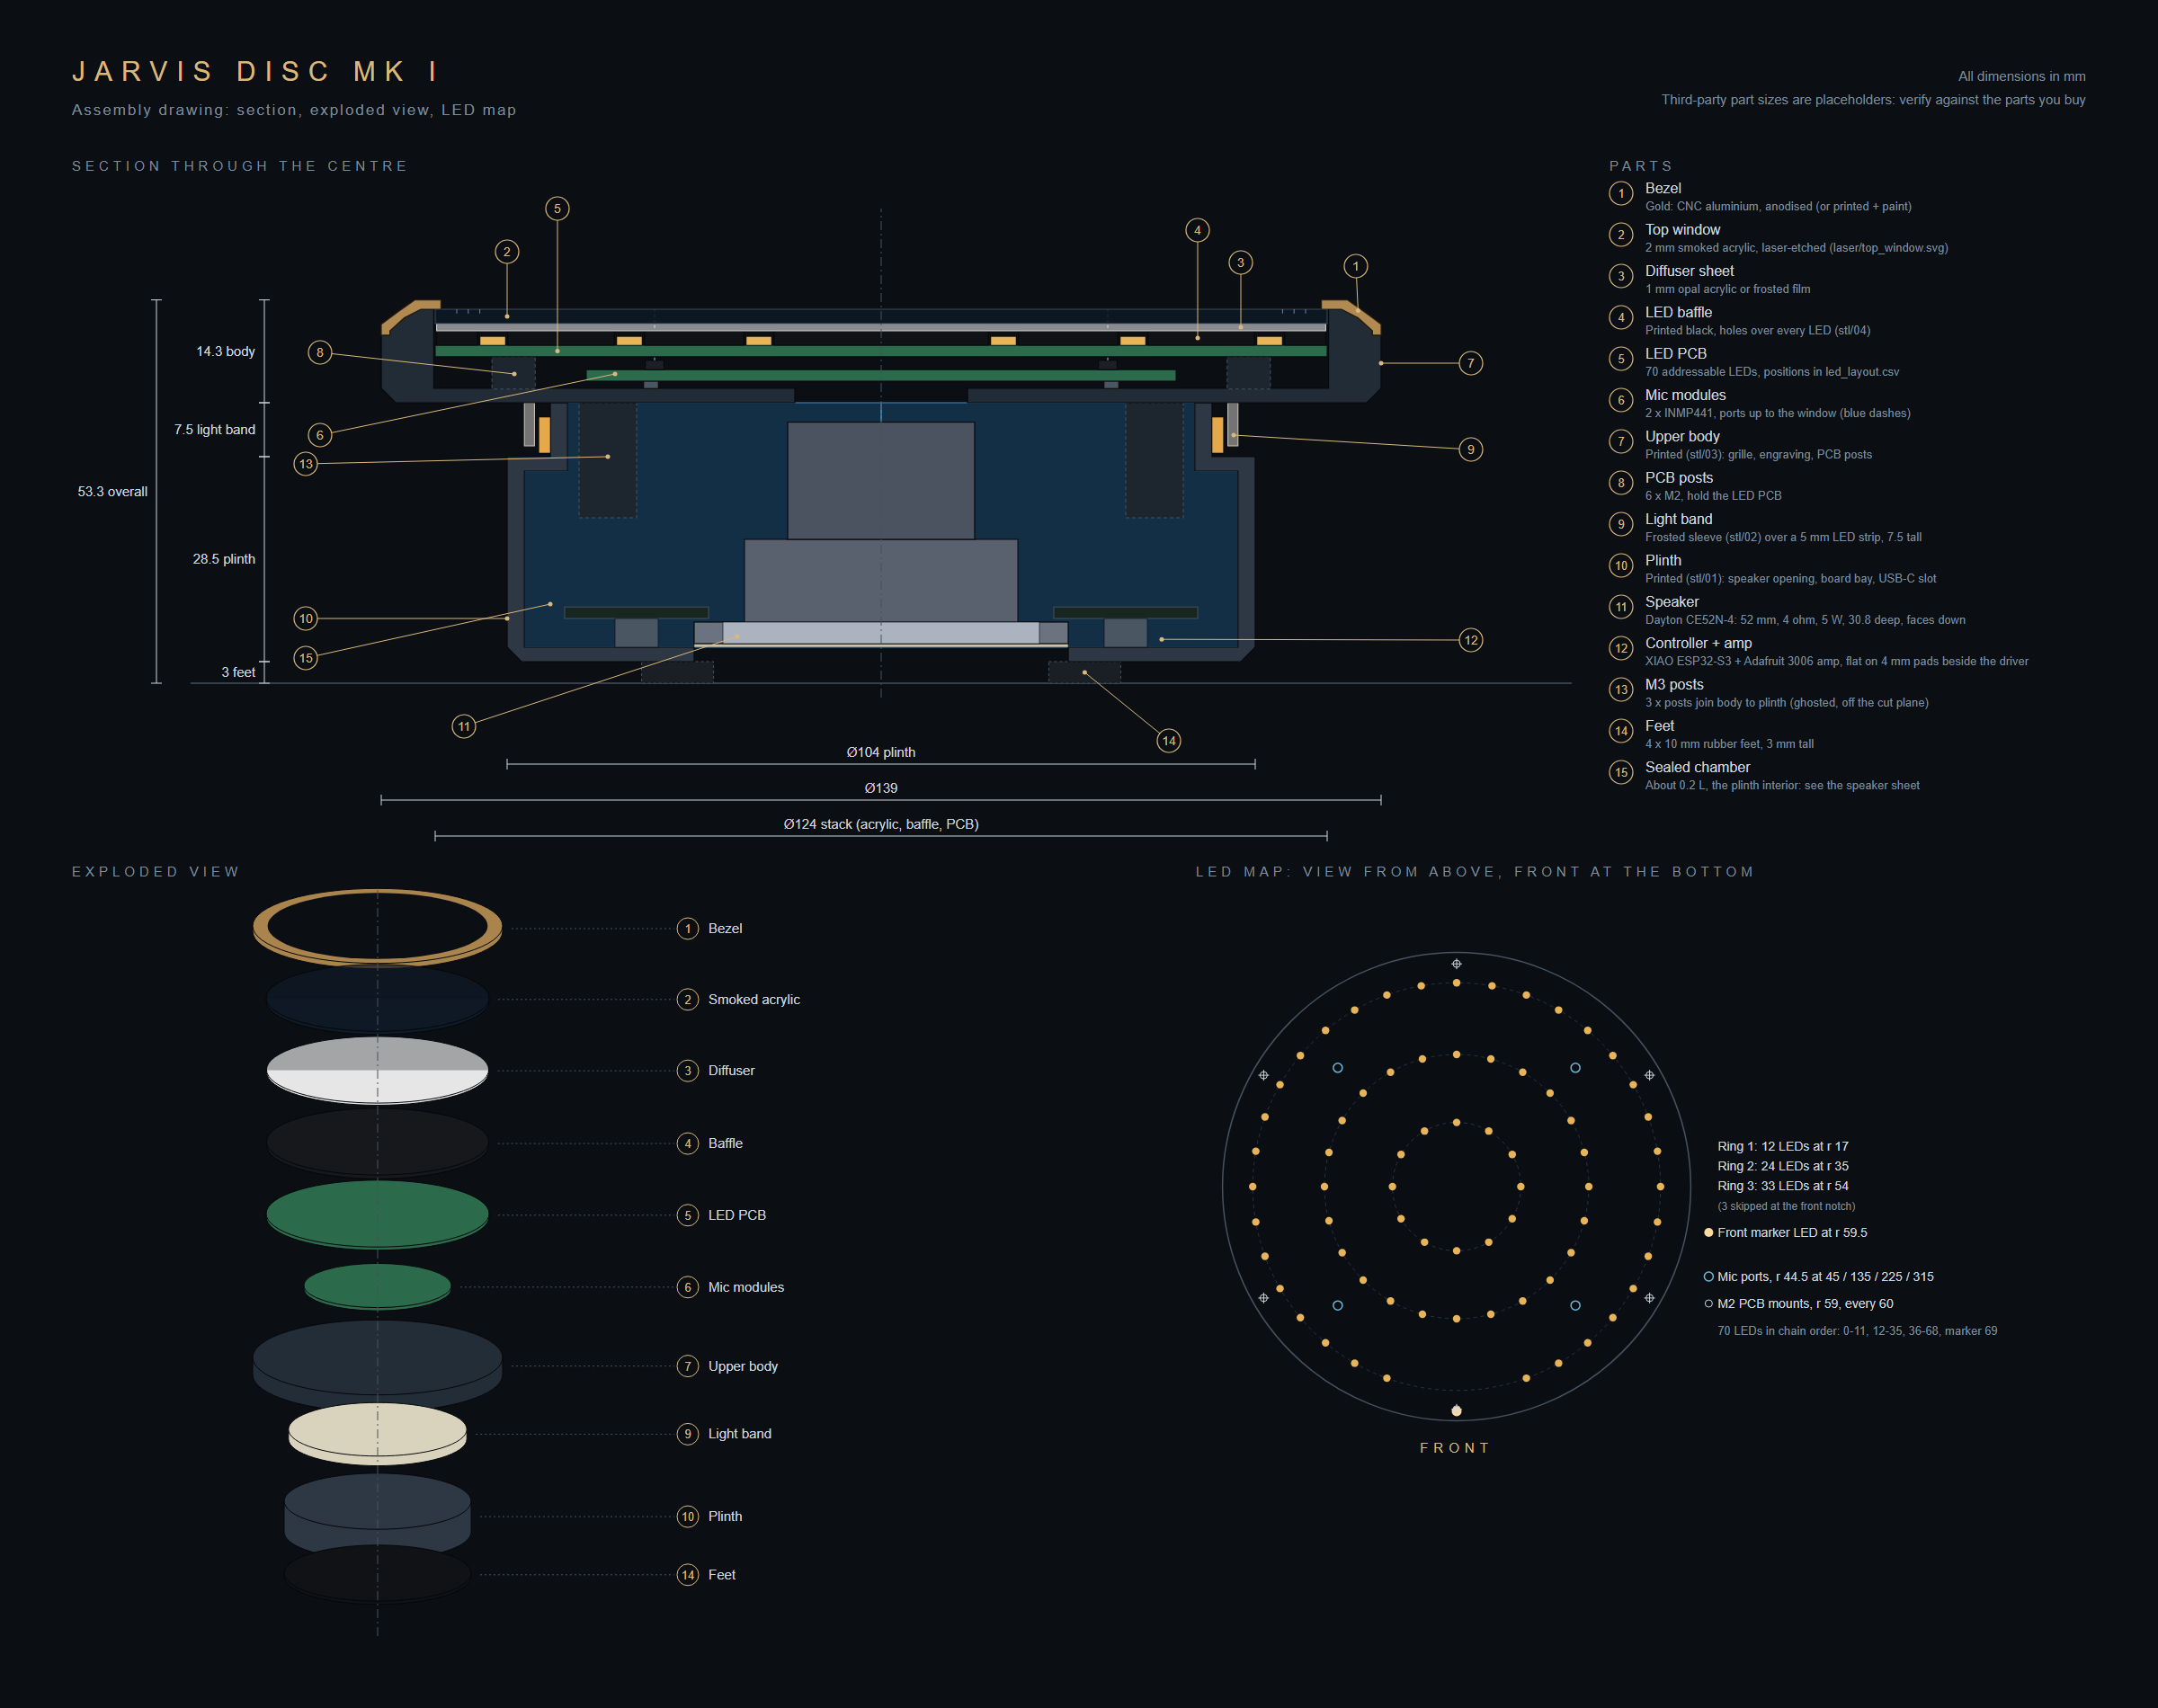 JARVIS DISC MK I
Assembly drawing: section, exploded view, LED map
All dimensions in mm
Third-party part sizes are placeholders: verify against the parts you buy
SECTION THROUGH THE CENTRE
5
2
4
3
1
14.3 body
8
7
7.5 light band
6
9
13
53.3 overall
28.5 plinth
10
15
12
3 feet
11
14
Ø104 plinth
Ø139
Ø124 stack (acrylic, baffle, PCB)
PARTS
1 Bezel
Gold: CNC aluminium, anodised (or printed + paint)
2 Top window
2 mm smoked acrylic, laser-etched (laser/top_window.svg)
3 Diffuser sheet
1 mm opal acrylic or frosted film
4 LED baffle
Printed black, holes over every LED (stl/04)
5 LED PCB
70 addressable LEDs, positions in led_layout.csv
6 Mic modules
2 x INMP441, ports up to the window (blue dashes)
7 Upper body
Printed (stl/03): grille, engraving, PCB posts
8 PCB posts
6 x M2, hold the LED PCB
9 Light band
Frosted sleeve (stl/02) over a 5 mm LED strip, 7.5 tall
10 Plinth
Printed (stl/01): speaker opening, board bay, USB-C slot
11 Speaker
Dayton CE52N-4: 52 mm, 4 ohm, 5 W, 30.8 deep, faces down
12 Controller + amp
XIAO ESP32-S3 + Adafruit 3006 amp, flat on 4 mm pads beside the driver
13 M3 posts
3 x posts join body to plinth (ghosted, off the cut plane)
14 Feet
4 x 10 mm rubber feet, 3 mm tall
15 Sealed chamber
About 0.2 L, the plinth interior: see the speaker sheet
EXPLODED VIEW
1 Bezel
2 Smoked acrylic
3 Diffuser
4 Baffle
5 LED PCB
6 Mic modules
7 Upper body
9 Light band
10 Plinth
14 Feet
LED MAP: VIEW FROM ABOVE, FRONT AT THE BOTTOM
Ring 1: 12 LEDs at r 17
Ring 2: 24 LEDs at r 35
Ring 3: 33 LEDs at r 54
(3 skipped at the front notch)
Front marker LED at r 59.5
Mic ports, r 44.5 at 45 / 135 / 225 / 315
M2 PCB mounts, r 59, every 60
70 LEDs in chain order: 0-11, 12-35, 36-68, marker 69
FRONT